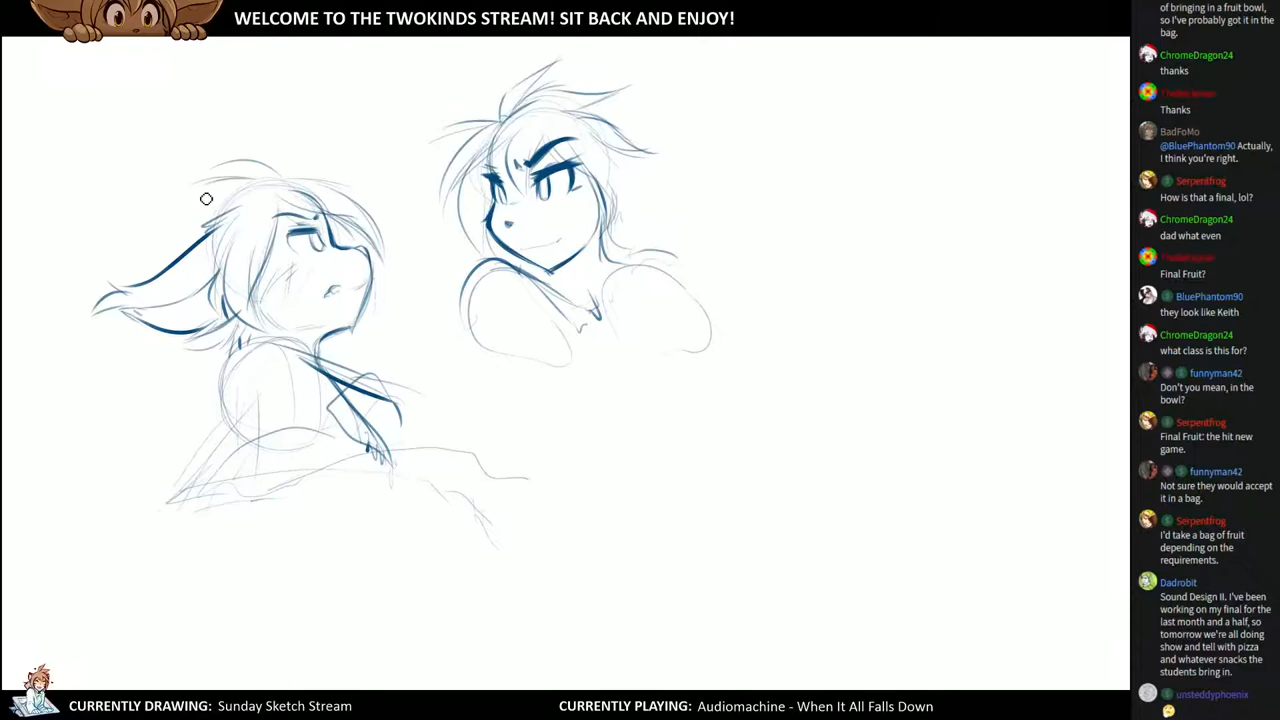 WELCOME TO THE TWOKINDS STREAM! SIT BACK AND ENJOY!
of bringing in a fruit bowl,
so I've probably got it in the
bag.
ChromeDragon24
thanks
Thanks
BadFoMo
@BluePhantom90 Actually,
I think you're right.
Serpentfrog
How is that a final, lol?
ChromeDragon24
dad what even
Final Fruit?
BluePhantom90
they look like Keith
ChromeDragon24
what class is this for?
funnyman42
Don't you mean, in the
bowl?
Serpentfrog
Final Fruit: the hit new
game.
funnyman42
Not sure they would accept
it in a bag.
Serpentfrog
I'd take a bag of fruit
depending on the
requirements.
Dadrobit
Sound Design II. I've been
working on my final for the
last month and a half, so
tomorrow we're all doing
show and tell with pizza
and whatever snacks the
students bring in.
unsteddyphoenix
CURRENTLY DRAWING: Sunday Sketch Stream
CURRENTLY PLAYING: Audiomachine - When It All Falls Down